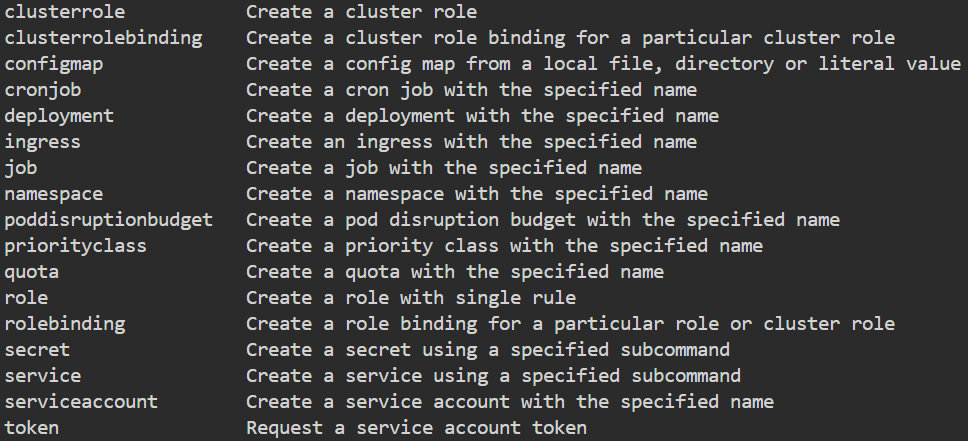 clusterrole Create a cluster role
clusterrolebinding Create a cluster role binding for a particular cluster role
configmap Create a config map from a local file, directory or literal value
cronjob Create a cron job with the specified name
deployment Create a deployment with the specified name
ingress Create an ingress with the specified name
job Create a job with the specified name
namespace Create a namespace with the specified name
poddisruptionbudget Create a pod disruption budget with the specified name
priorityclass Create a priority class with the specified name
quota Create a quota with the specified name
role Create a role with single rule
rolebinding Create a role binding for a particular role or cluster role
secret Create a secret using a specified subcommand
service Create a service using a specified subcommand
serviceaccount Create a service account with the specified name
token Request a service account token